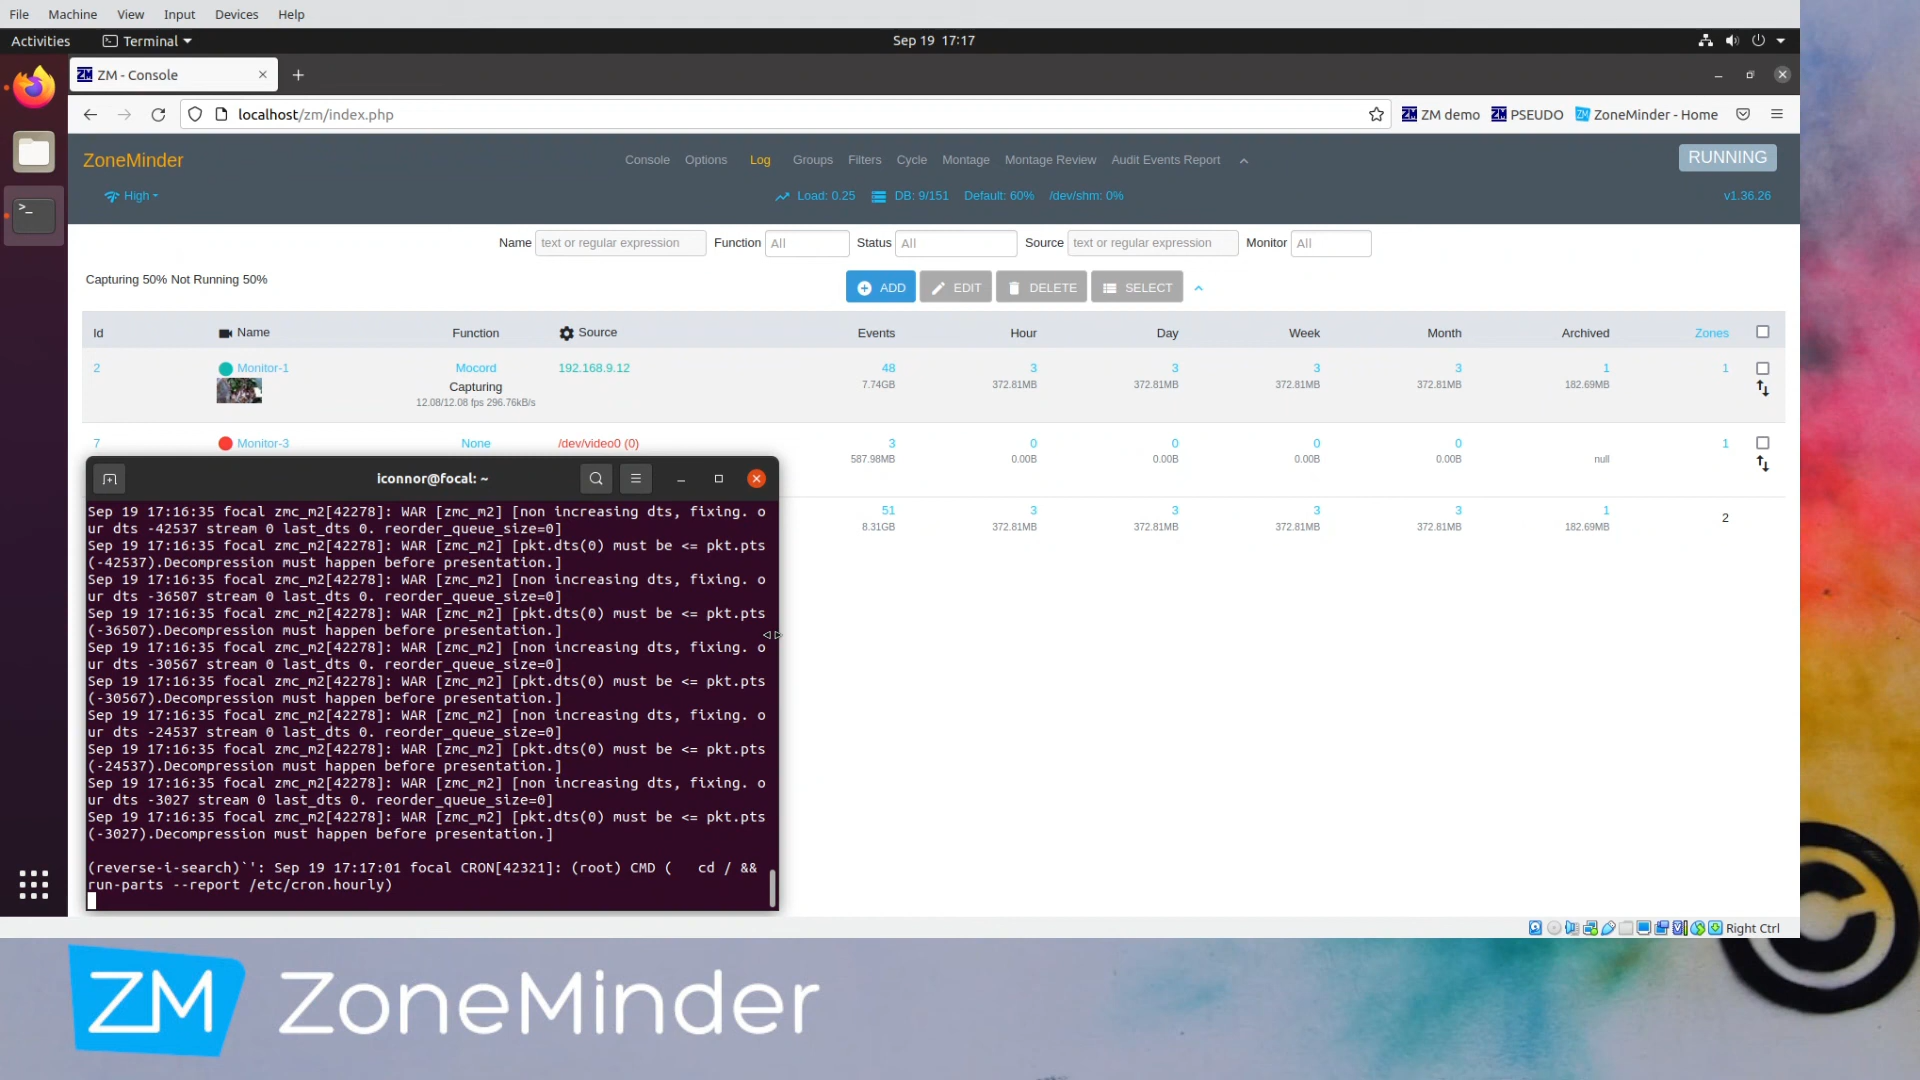 File Machine View Input Devices Help
Activities Terminal Sep 19 17:17
ZM - Console
localhost/zm/index.php ZM demo PSEUDO ZoneMinder - Home
ZoneMinder Console Options Log Groups Filters Cycle Montage Montage Review Audit Events Report RUNNING
High Load: 0.25 DB: 9/151 Default: 60% /dev/shm: 0% v1.36.26
Name text or regular expression Function All Status All Source text or regular expression Monitor All
Capturing 50% Not Running 50% ADD EDIT DELETE SELECT
Id Name Function Source Events Hour Day Week Month Archived Zones
2 Monitor-1 Mocord 192.168.9.12 48 3 3 3 3 1 1
Capturing 7.74GB 372.81MB 372.81MB 372.81MB 372.81MB 182.69MB
12.08/12.08 fps 296.76kB/s
7 Monitor-3 None /dev/video0 (0) 3 0 0 0 0 1
587.98MB 0.00B 0.00B 0.00B 0.00B null
51 3 3 3 3 1 2
8.31GB 372.81MB 372.81MB 372.81MB 372.81MB 182.69MB
iconnor@focal: ~
Sep 19 17:16:35 focal zmc_m2[42278]: WAR [zmc_m2] [non increasing dts, fixing. o
ur dts -42537 stream 0 last_dts 0. reorder_queue_size=0]
Sep 19 17:16:35 focal zmc_m2[42278]: WAR [zmc_m2] [pkt.dts(0) must be <= pkt.pts
(-42537).Decompression must happen before presentation.]
Sep 19 17:16:35 focal zmc_m2[42278]: WAR [zmc_m2] [non increasing dts, fixing. o
ur dts -36507 stream 0 last_dts 0. reorder_queue_size=0]
Sep 19 17:16:35 focal zmc_m2[42278]: WAR [zmc_m2] [pkt.dts(0) must be <= pkt.pts
(-36507).Decompression must happen before presentation.]
Sep 19 17:16:35 focal zmc_m2[42278]: WAR [zmc_m2] [non increasing dts, fixing. o
ur dts -30567 stream 0 last_dts 0. reorder_queue_size=0]
Sep 19 17:16:35 focal zmc_m2[42278]: WAR [zmc_m2] [pkt.dts(0) must be <= pkt.pts
(-30567).Decompression must happen before presentation.]
Sep 19 17:16:35 focal zmc_m2[42278]: WAR [zmc_m2] [non increasing dts, fixing. o
ur dts -24537 stream 0 last_dts 0. reorder_queue_size=0]
Sep 19 17:16:35 focal zmc_m2[42278]: WAR [zmc_m2] [pkt.dts(0) must be <= pkt.pts
(-24537).Decompression must happen before presentation.]
Sep 19 17:16:35 focal zmc_m2[42278]: WAR [zmc_m2] [non increasing dts, fixing. o
ur dts -3027 stream 0 last_dts 0. reorder_queue_size=0]
Sep 19 17:16:35 focal zmc_m2[42278]: WAR [zmc_m2] [pkt.dts(0) must be <= pkt.pts
(-3027).Decompression must happen before presentation.]
(reverse-i-search)`': Sep 19 17:17:01 focal CRON[42321]: (root) CMD (   cd / &&
run-parts --report /etc/cron.hourly)
Right Ctrl
ZM ZoneMinder